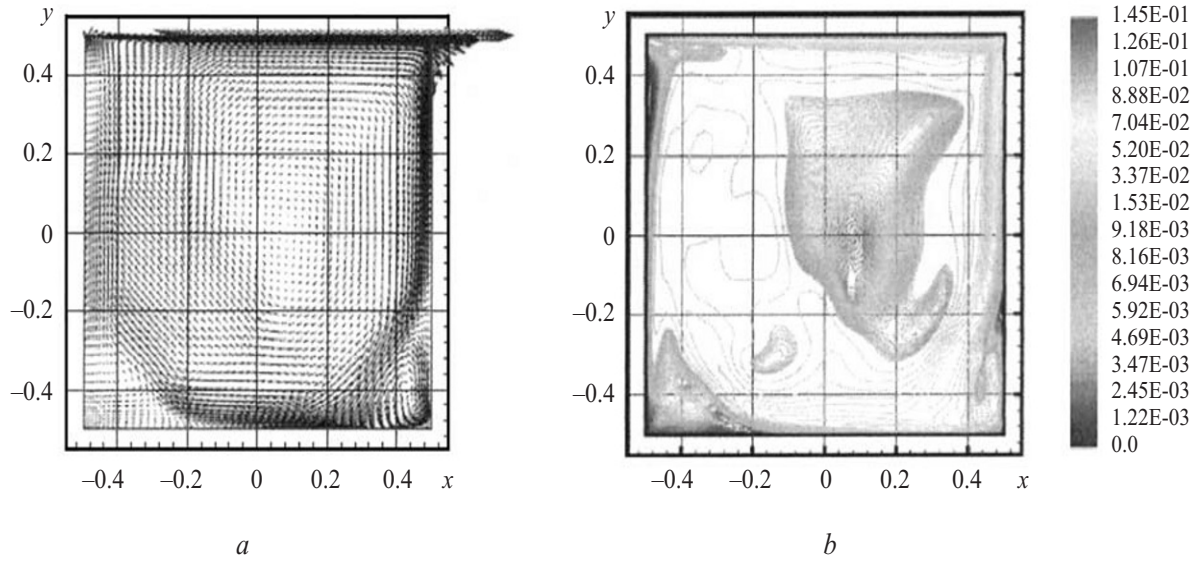 y
0.4
0.2
0
–0.2
–0.4
–0.4 –0.2 0 0.2 0.4 x
a
y
0.4
0.2
0
–0.2
–0.4
–0.4 –0.2 0 0.2 0.4 x
b
1.45E-01
1.26E-01
1.07E-01
8.88E-02
7.04E-02
5.20E-02
3.37E-02
1.53E-02
9.18E-03
8.16E-03
6.94E-03
5.92E-03
4.69E-03
3.47E-03
2.45E-03
1.22E-03
0.0